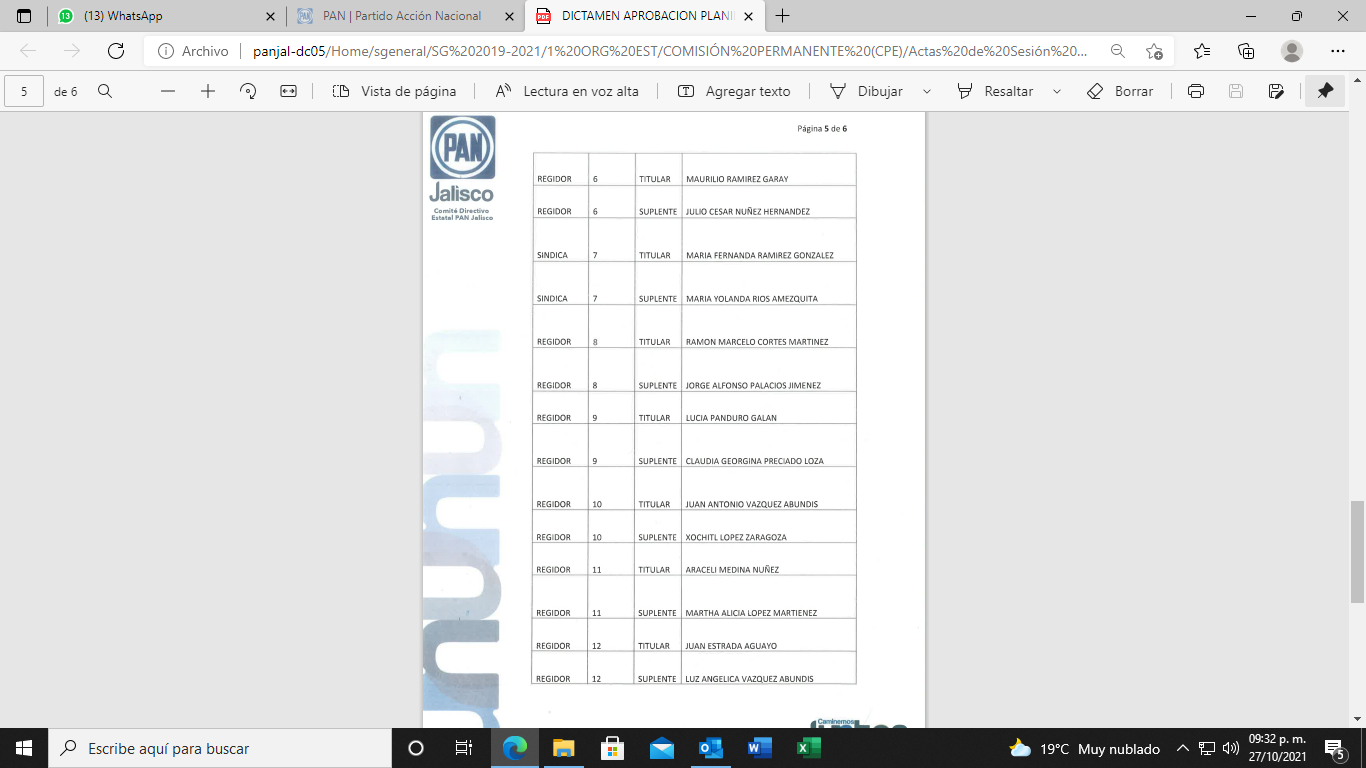 (13) WhatsApp
PAN | Partido Acción Nacional
DICTAMEN APROBACION PLANI
Archivo
panjal-dc05/Home/sgeneral/SG%202019-2021/1%20ORG%20EST/COMISIÓN%20PERMANENTE%20(CPE)/Actas%20de%20Sesión%20...
5 de 6
Vista de página
Lectura en voz alta
Agregar texto
Dibujar
Resaltar
Borrar
PAN
Jalisco
Comité Directivo
Estatal PAN Jalisco
Página 5 de 6
REGIDOR 6 TITULAR MAURILIO RAMIREZ GARAY
REGIDOR 6 SUPLENTE JULIO CESAR NUÑEZ HERNANDEZ
SINDICA 7 TITULAR MARIA FERNANDA RAMIREZ GONZALEZ
SINDICA 7 SUPLENTE MARIA YOLANDA RIOS AMEZQUITA
REGIDOR 8 TITULAR RAMON MARCELO CORTES MARTINEZ
REGIDOR 8 SUPLENTE JORGE ALFONSO PALACIOS JIMENEZ
REGIDOR 9 TITULAR LUCIA PANDURO GALAN
REGIDOR 9 SUPLENTE CLAUDIA GEORGINA PRECIADO LOZA
REGIDOR 10 TITULAR JUAN ANTONIO VAZQUEZ ABUNDIS
REGIDOR 10 SUPLENTE XOCHITL LOPEZ ZARAGOZA
REGIDOR 11 TITULAR ARACELI MEDINA NUÑEZ
REGIDOR 11 SUPLENTE MARTHA ALICIA LOPEZ MARTIENEZ
REGIDOR 12 TITULAR JUAN ESTRADA AGUAYO
REGIDOR 12 SUPLENTE LUZ ANGELICA VAZQUEZ ABUNDIS
Caminemos
Escribe aquí para buscar
19°C Muy nublado
09:32 p. m.
27/10/2021
5